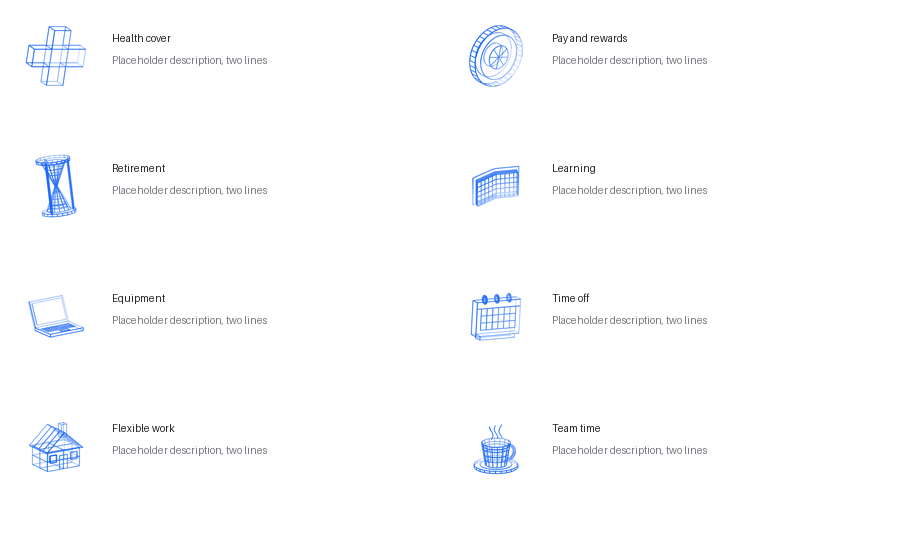 Health cover
Placeholder description, two lines
Pay and rewards
Placeholder description, two lines
Retirement
Placeholder description, two lines
Learning
Placeholder description, two lines
Equipment
Placeholder description, two lines
Time off
Placeholder description, two lines
Flexible work
Placeholder description, two lines
Team time
Placeholder description, two lines